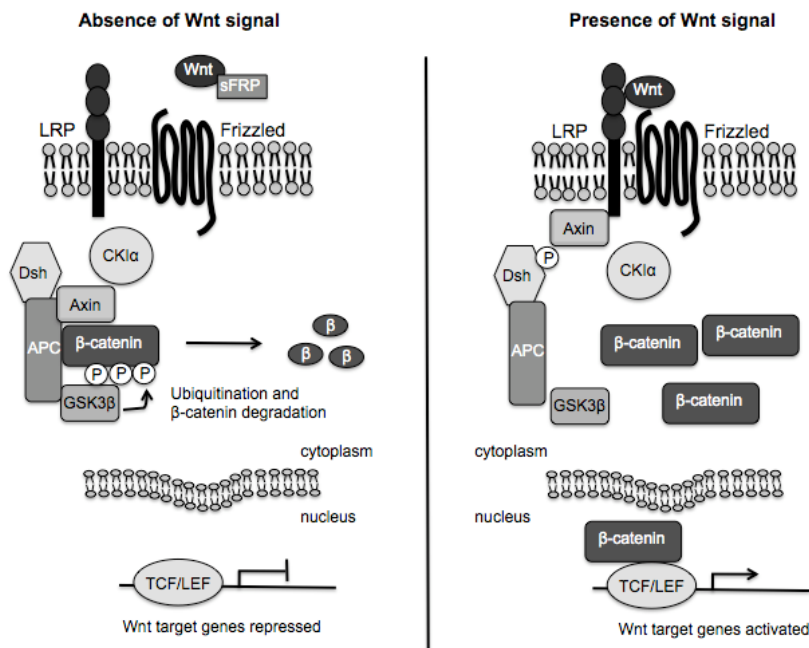 Absence of Wnt signal
Wnt
sFRP
LRP
Frizzled
CKIα
Dsh
Axin
APC
β-catenin
P P P
GSK3β
β
β
β
Ubiquitination and
β-catenin degradation
cytoplasm
nucleus
TCF/LEF
Wnt target genes repressed
Presence of Wnt signal
Wnt
LRP
Frizzled
Axin
P
Dsh
CKIα
APC
β-catenin
β-catenin
β-catenin
GSK3β
cytoplasm
nucleus
β-catenin
TCF/LEF
Wnt target genes activated